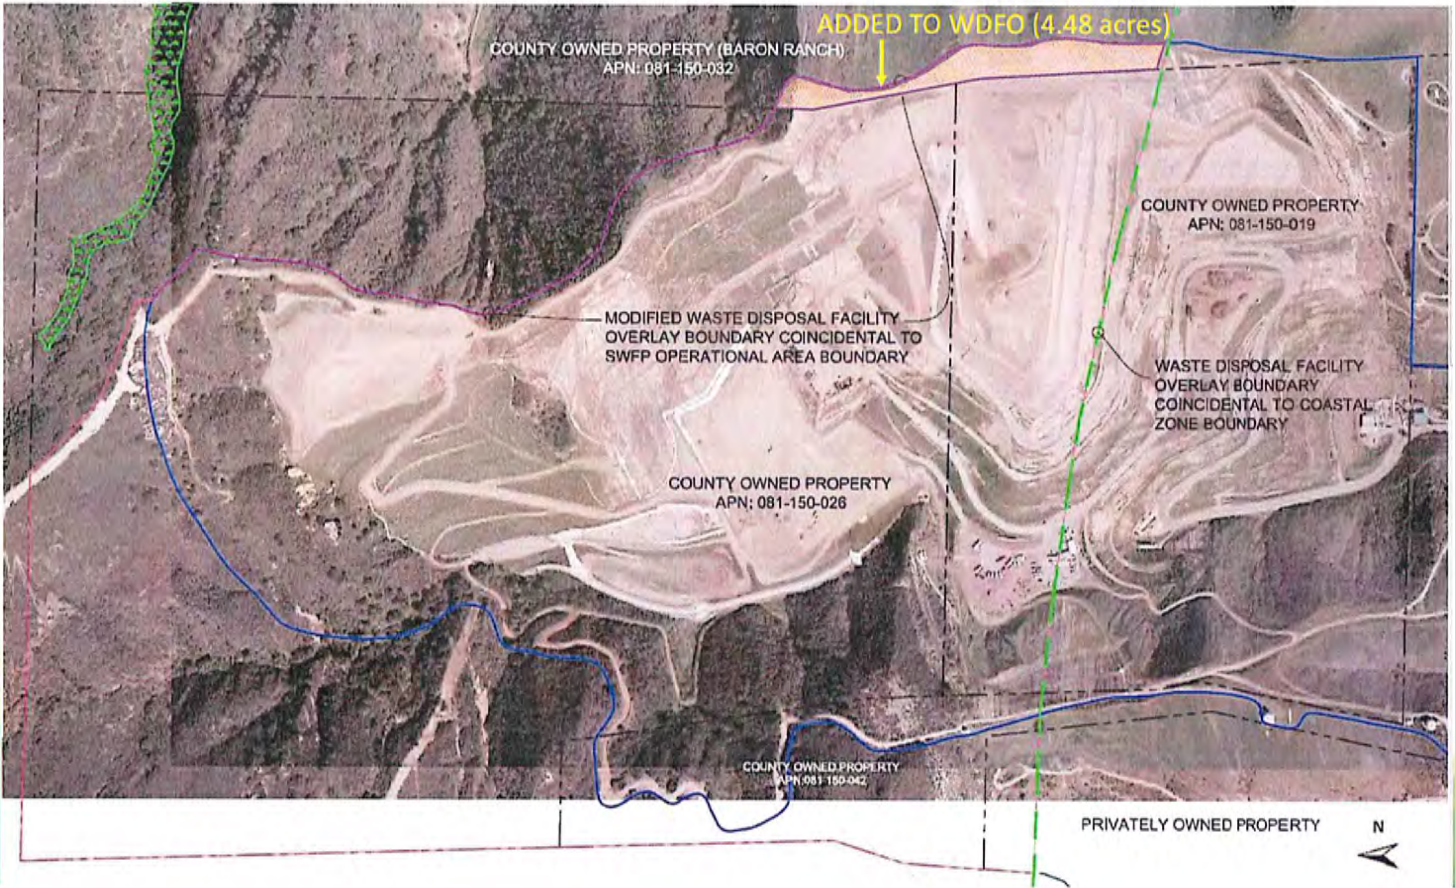 ADDED TO WDFO (4.48 acres)
COUNTY OWNED PROPERTY (BARON RANCH)
APN: 081-150-032
COUNTY OWNED PROPERTY
APN: 081-150-019
MODIFIED WASTE DISPOSAL FACILITY
OVERLAY BOUNDARY COINCIDENTAL TO
SWFP OPERATIONAL AREA BOUNDARY
WASTE DISPOSAL FACILITY
OVERLAY BOUNDARY
COINCIDENTAL TO COASTAL
ZONE BOUNDARY
COUNTY OWNED PROPERTY
APN: 081-150-026
COUNTY OWNED PROPERTY
APN:081-150-042
PRIVATELY OWNED PROPERTY
N